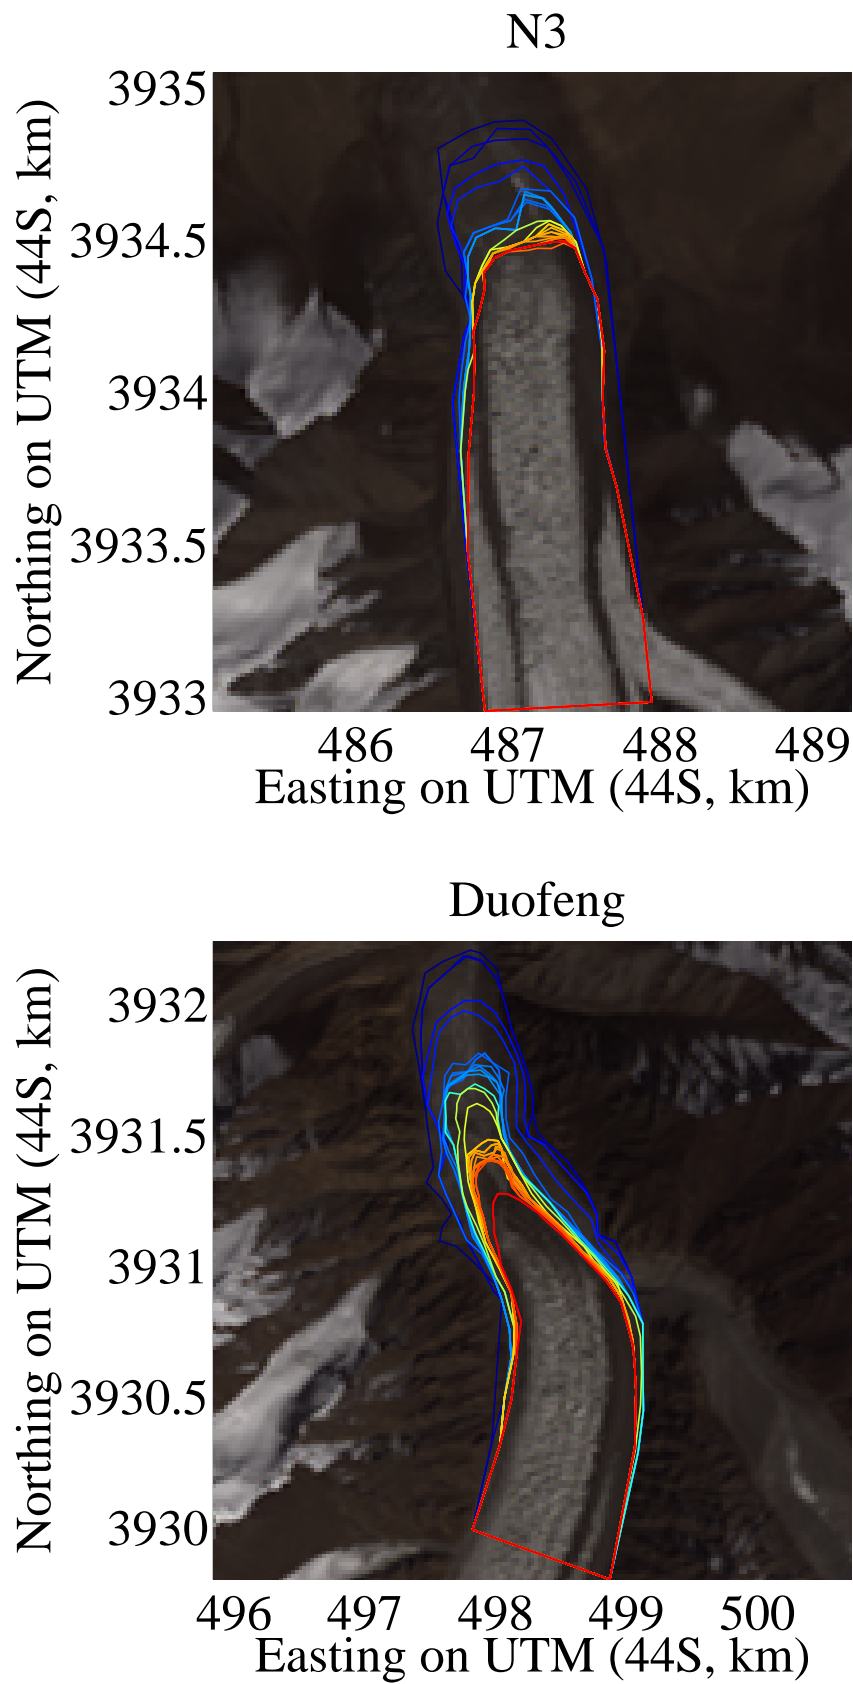 N3
Northing on UTM (44S, km)
3935
3934.5
3934
3933.5
3933
486 487 488 489
Easting on UTM (44S, km)
Duofeng
Northing on UTM (44S, km)
3932
3931.5
3931
3930.5
3930
496 497 498 499 500
Easting on UTM (44S, km)